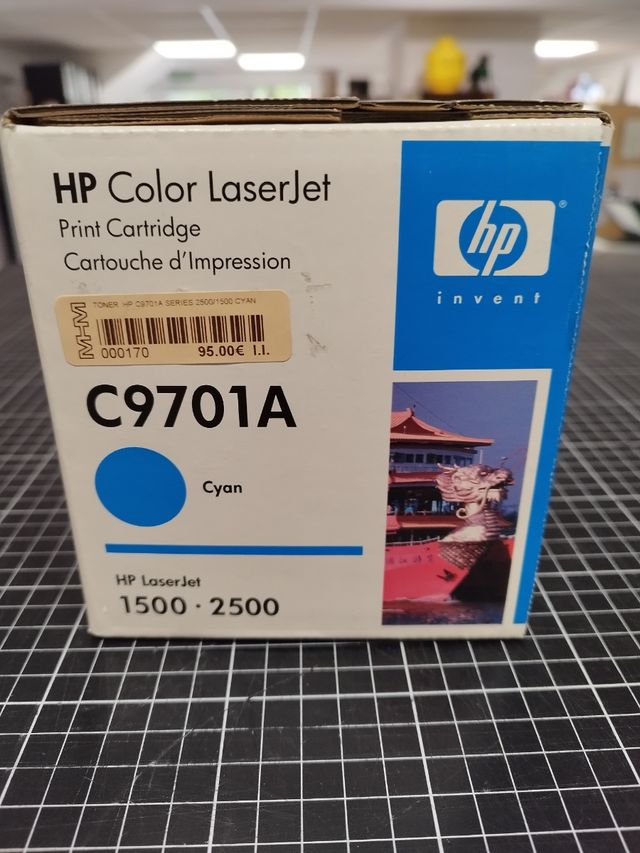 HP Color LaserJet
Print Cartridge
Cartouche d'Impression
MHM
TONER HP C9701A SERIES 2500/1500 CYAN
000170 95.00€ I.I.
C9701A
Cyan
HP LaserJet
1500 · 2500
hp®
invent